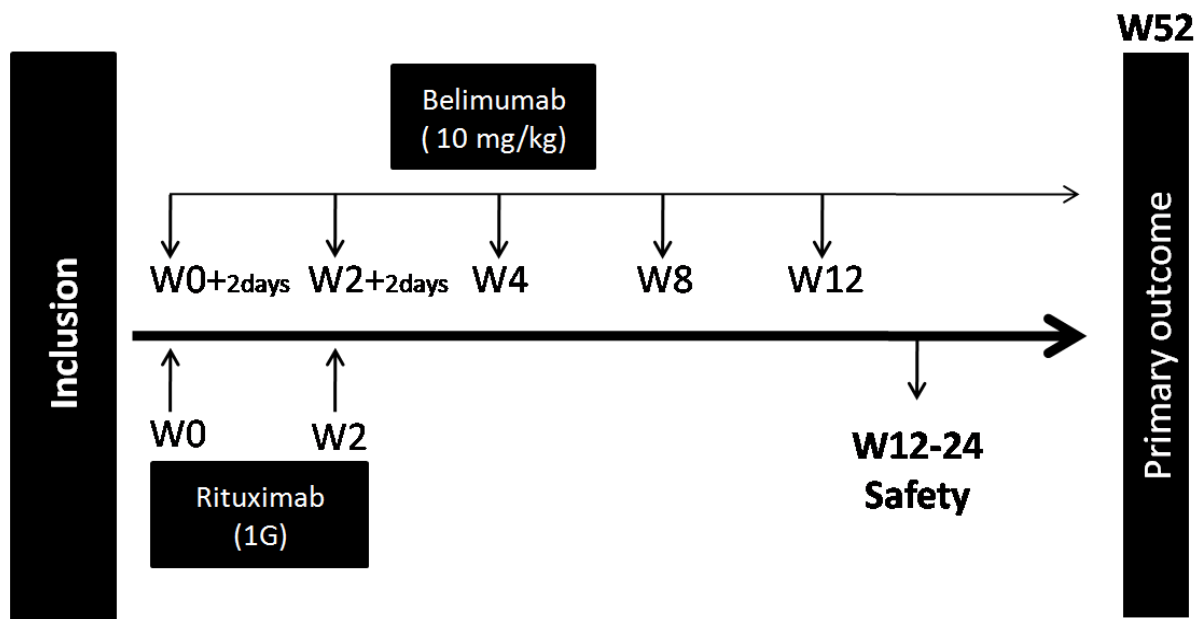 W52
Inclusion
Belimumab
( 10 mg/kg)
W0+2days W2+2days W4 W8 W12
W0 W2
Rituximab
(1G)
W12-24
Safety
Primary outcome